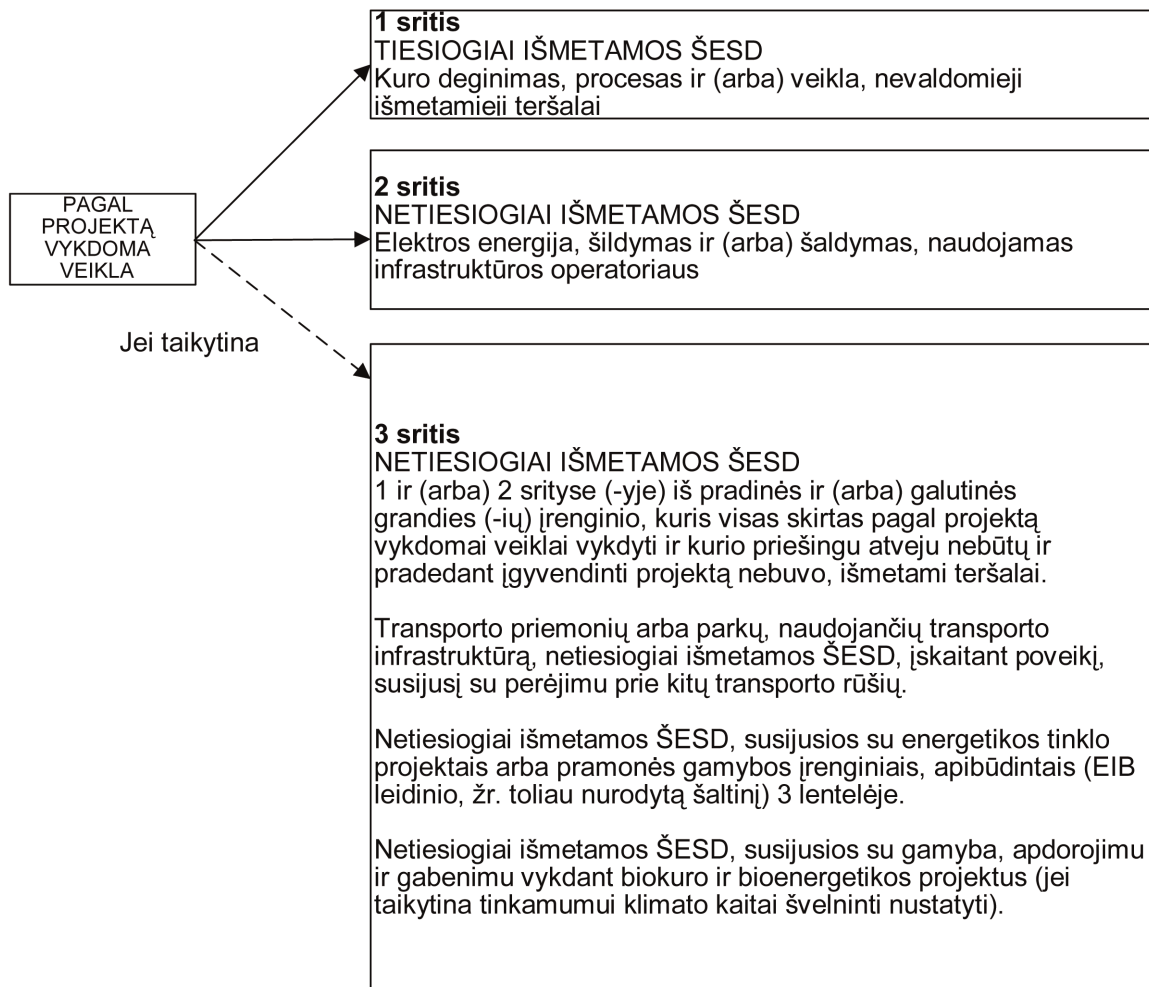 1 sritis
TIESIOGIAI IŠMETAMOS ŠESD
Kuro deginimas, procesas ir (arba) veikla, nevaldomieji
išmetamieji teršalai
2 sritis
NETIESIOGIAI IŠMETAMOS ŠESD
Elektros energija, šildymas ir (arba) šaldymas, naudojamas
infrastruktūros operatoriaus
PAGAL
PROJEKTĄ
VYKDOMA
VEIKLA
Jei taikytina
3 sritis
NETIESIOGIAI IŠMETAMOS ŠESD
1 ir (arba) 2 srityse (-yje) iš pradinės ir (arba) galutinės
grandies (-ių) įrenginio, kuris visas skirtas pagal projektą
vykdomai veiklai vykdyti ir kurio priešingu atveju nebūtų ir
pradedant įgyvendinti projektą nebuvo, išmetami teršalai.
Transporto priemonių arba parkų, naudojančių transporto
infrastruktūrą, netiesiogiai išmetamos ŠESD, įskaitant poveikį,
susijusį su perėjimu prie kitų transporto rūšių.
Netiesiogiai išmetamos ŠESD, susijusios su energetikos tinklo
projektais arba pramonės gamybos įrenginiais, apibūdintais (EIB
leidinio, žr. toliau nurodytą šaltinį) 3 lentelėje.
Netiesiogiai išmetamos ŠESD, susijusios su gamyba, apdorojimu
ir gabenimu vykdant biokuro ir bioenergetikos projektus (jei
taikytina tinkamumui klimato kaitai švelninti nustatyti).